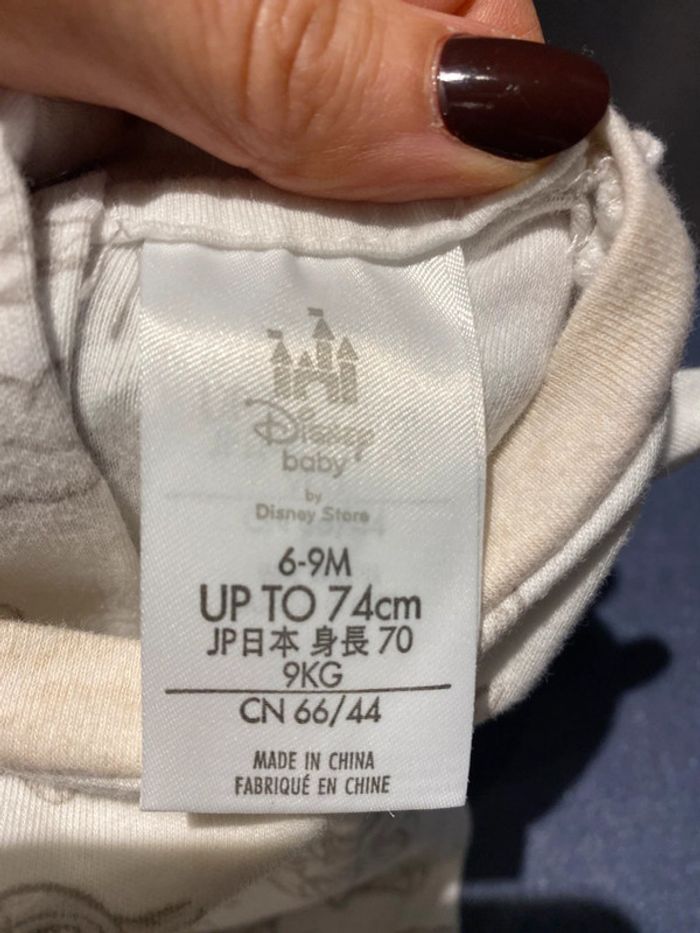 Disney
baby
by
Disney Store
6-9M
UP TO 74cm
JP日本 身長 70
9KG
CN 66/44
MADE IN CHINA
FABRIQUÉ EN CHINE